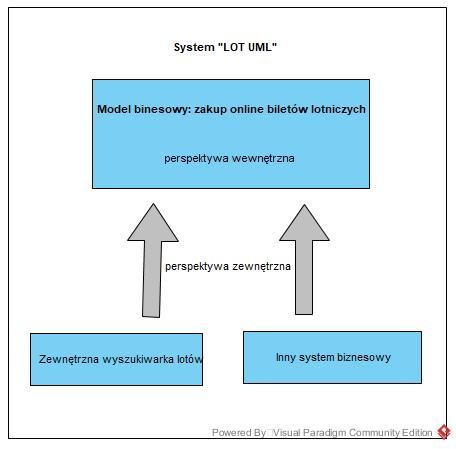 System "LOT UML"
Model binesowy: zakup online biletów lotniczych
perspektywa wewnętrzna
perspektywa zewnętrzna
Zewnętrzna wyszukiwarka lotów
Inny system biznesowy
Powered By Visual Paradigm Community Edition